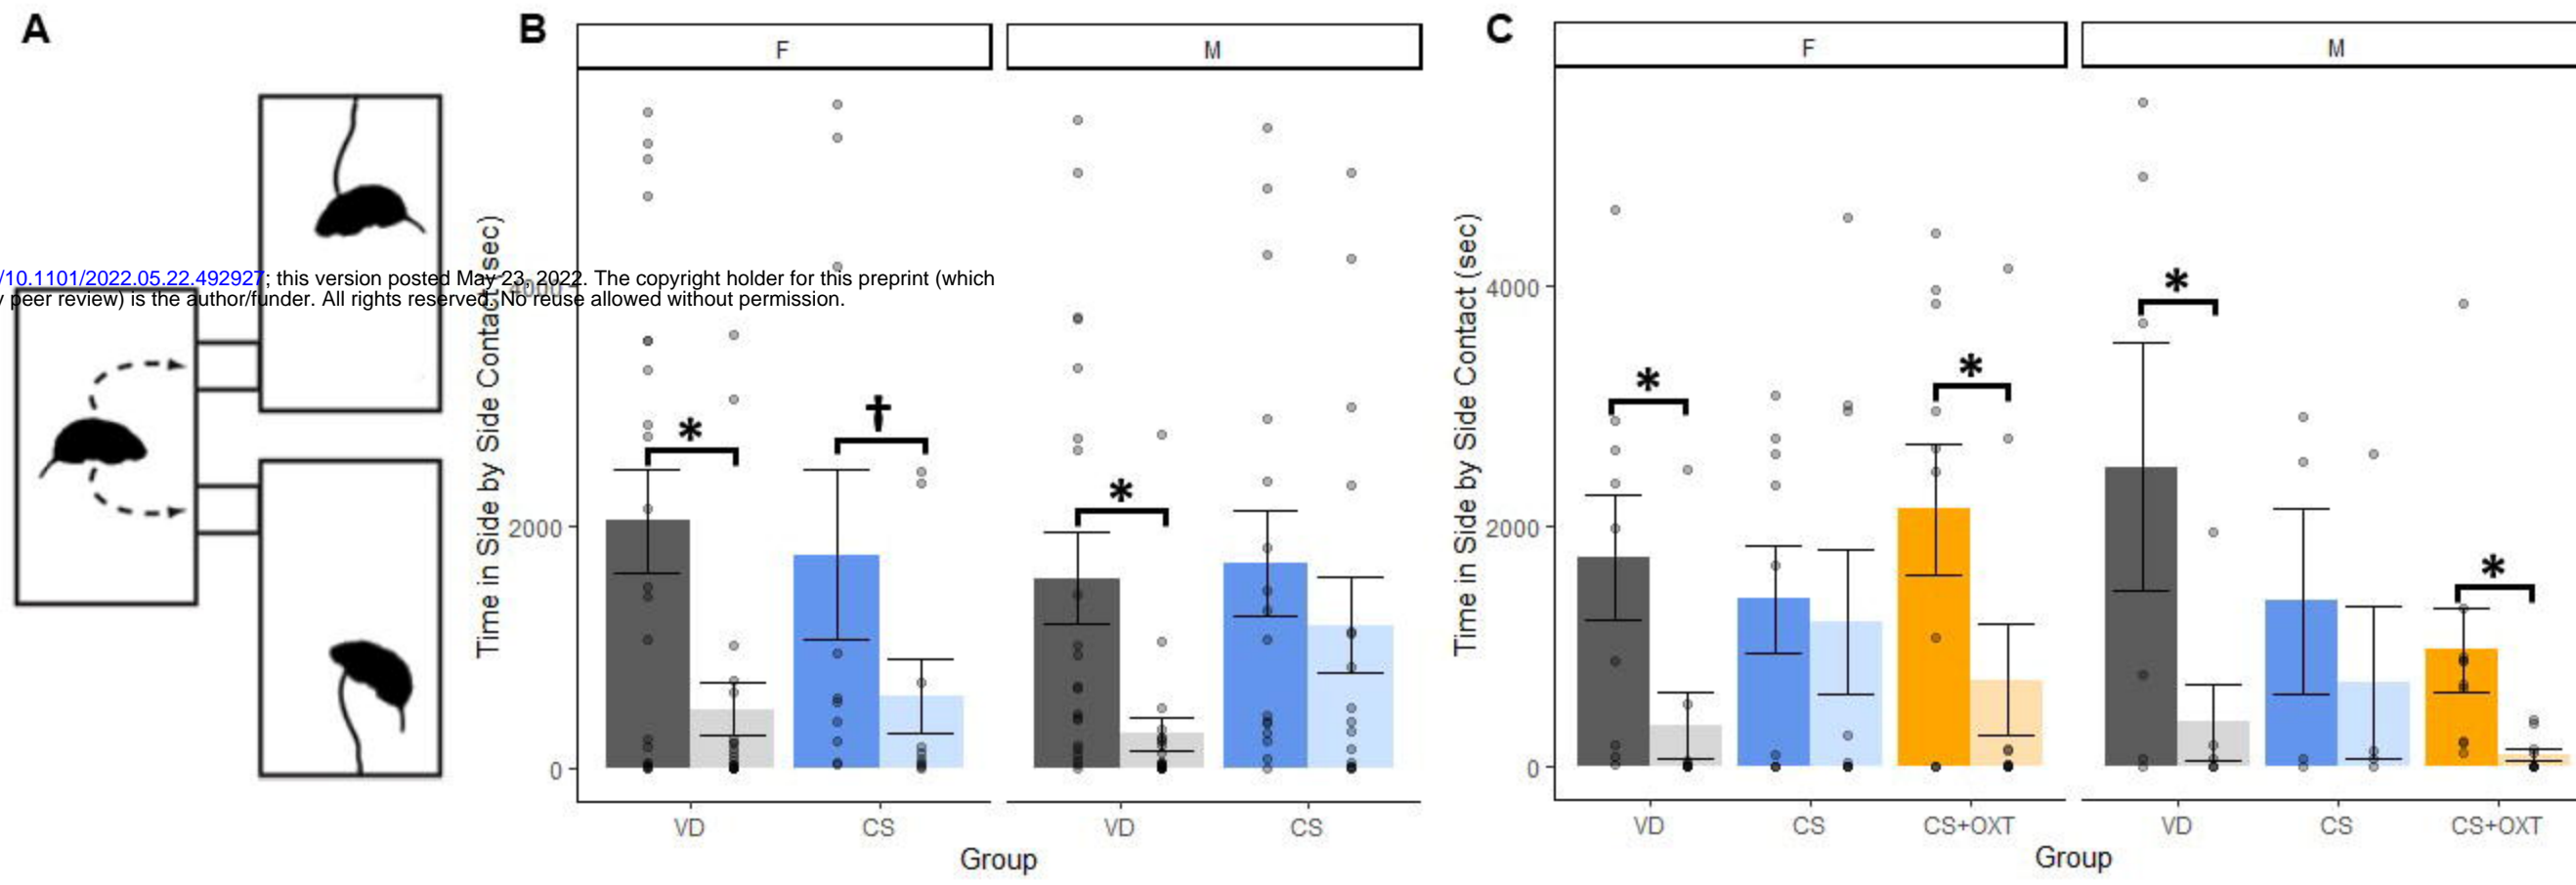 A
B
F
M
C
F
M
/10.1101/2022.05.22.492927; this version posted May 23, 2022. The copyright holder for this preprint (which
y peer review) is the author/funder. All rights reserved. No reuse allowed without permission.
Time in Side by Side Contact (sec)
4000
2000
0
*
†
*
VD
CS
VD
CS
Group
Time in Side by Side Contact (sec)
4000
2000
0
*
*
*
*
VD
CS
CS+OXT
VD
CS
CS+OXT
Group